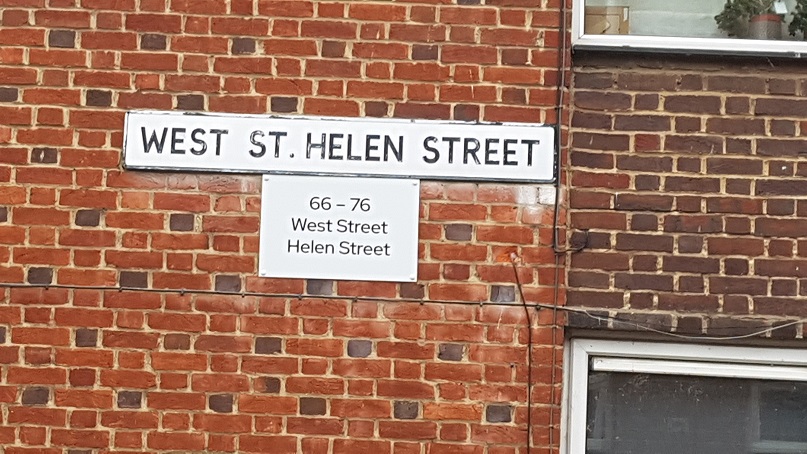 WEST ST. HELEN STREET
66 – 76
West Street
Helen Street